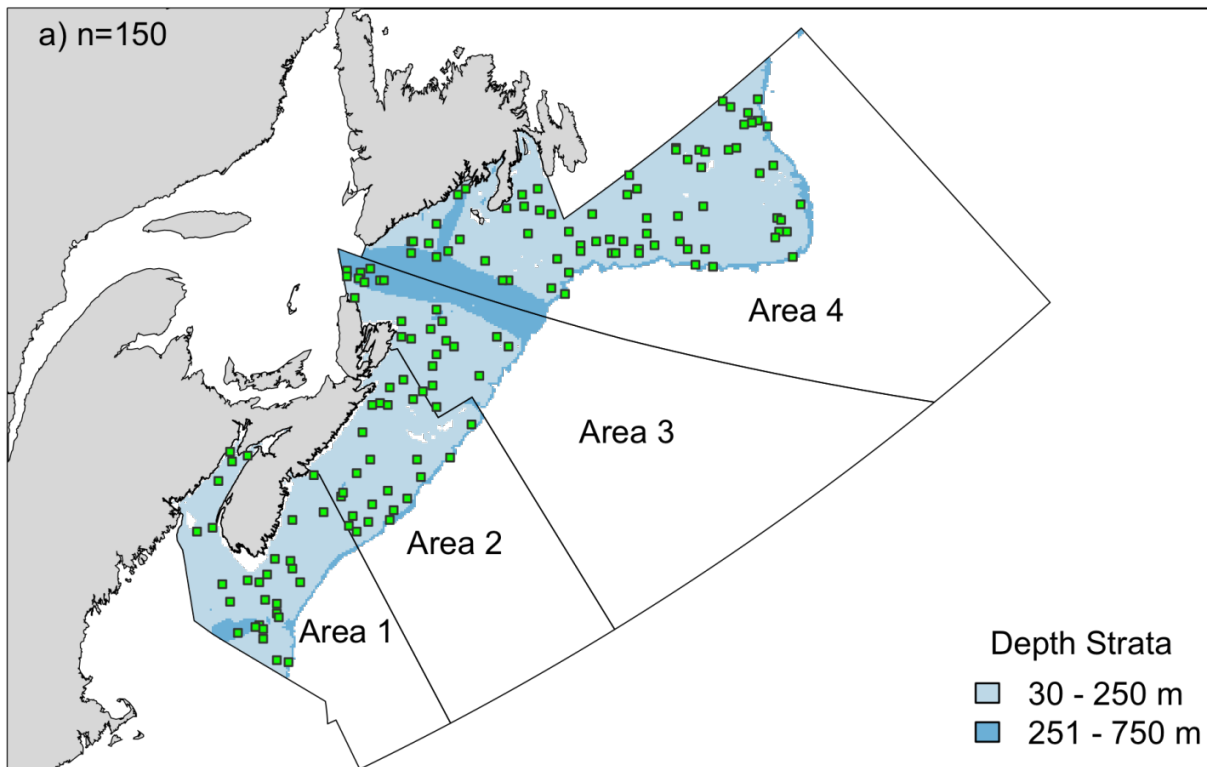 a) n=150
Area 4
Area 3
Area 2
Area 1
Depth Strata
30 - 250 m
251 - 750 m